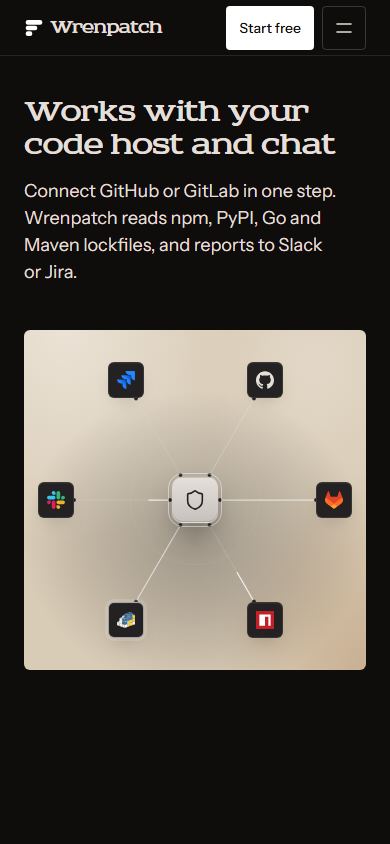 Wrenpatch
Start free
Works with your
code host and chat
Connect GitHub or GitLab in one step.
Wrenpatch reads npm, PyPI, Go and
Maven lockfiles, and reports to Slack
or Jira.